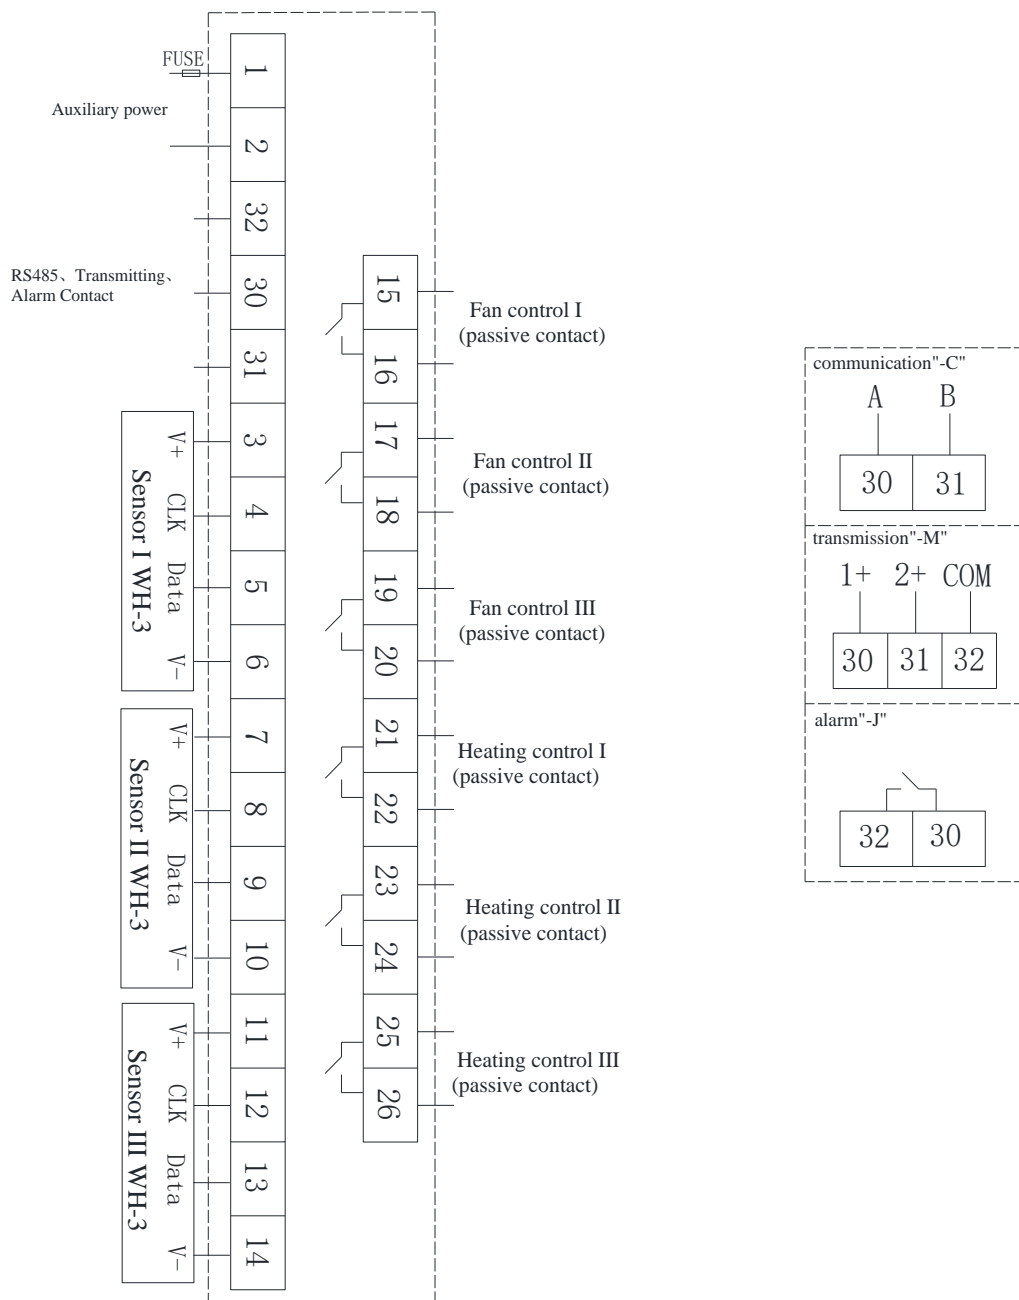 FUSE
Auxiliary power
1
2
32
30
31
RS485、Transmitting、
Alarm Contact
3
4
5
6
7
8
9
10
11
12
13
14
V+ CLK Data V-
Sensor I WH-3
V+ CLK Data V-
Sensor II WH-3
V+ CLK Data V-
Sensor III WH-3
15
16
17
18
19
20
21
22
23
24
25
26
Fan control I
(passive contact)
Fan control II
(passive contact)
Fan control III
(passive contact)
Heating control I
(passive contact)
Heating control II
(passive contact)
Heating control III
(passive contact)
communication"-C"
A B
30 31
transmission"-M"
1+ 2+ COM
30 31 32
alarm"-J"
32 30